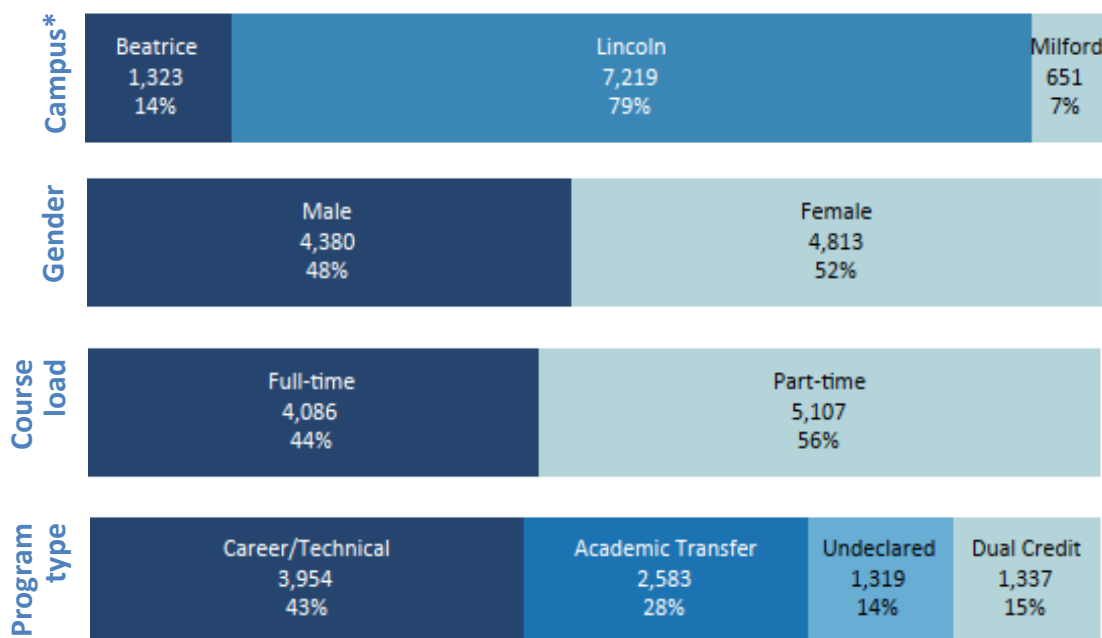 Campus*
Beatrice
1,323
14%
Lincoln
7,219
79%
Milford
651
7%
Gender
Male
4,380
48%
Female
4,813
52%
Course
load
Full-time
4,086
44%
Part-time
5,107
56%
Program
type
Career/Technical
3,954
43%
Academic Transfer
2,583
28%
Undeclared
1,319
14%
Dual Credit
1,337
15%